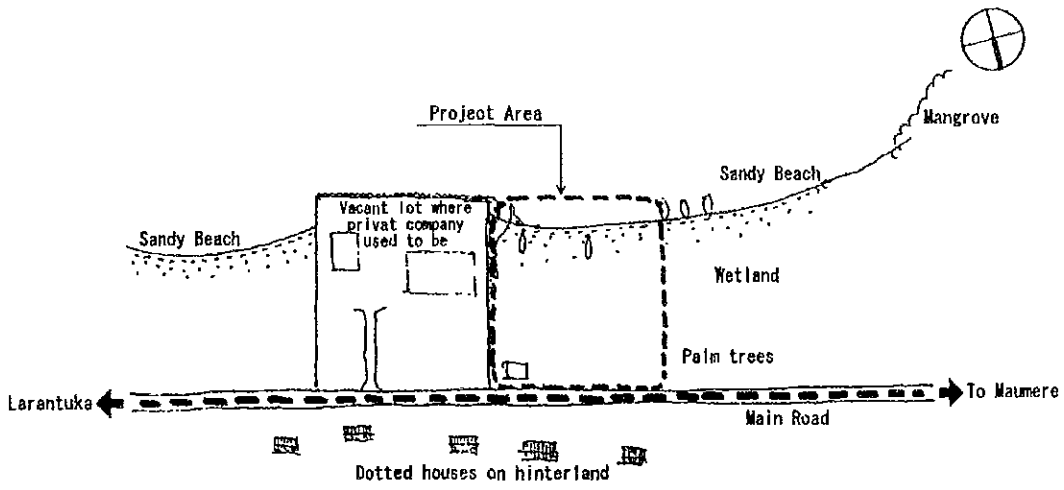 Mangrove
Project Area
Sandy Beach
Vacant lot where
privat company
used to be
Sandy Beach
Wetland
Palm trees
Larantuka
To Maumere
Main Road
Dotted houses on hinterland